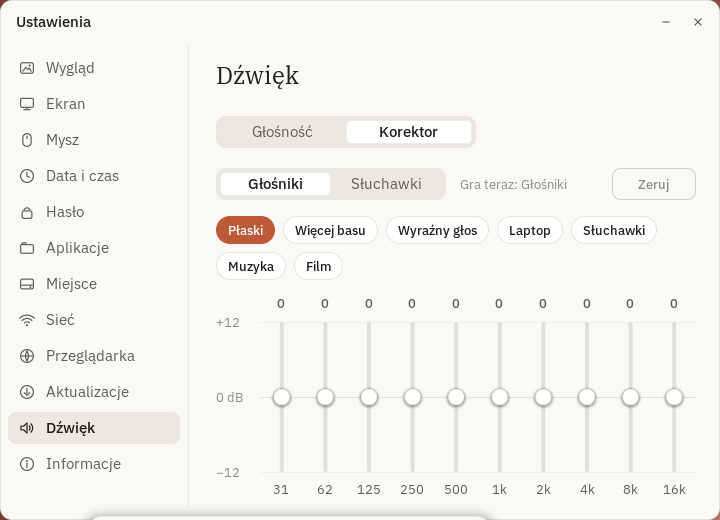 Ustawienia
Wygląd
Ekran
Mysz
Data i czas
Hasło
Aplikacje
Miejsce
Sieć
Przeglądarka
Aktualizacje
Dźwięk
Informacje
Dźwięk
Głośność Korektor
Głośniki Słuchawki Gra teraz: Głośniki Zeruj
Płaski Więcej basu Wyraźny głos Laptop Słuchawki
Muzyka Film
0 0 0 0 0 0 0 0 0 0
+12
0 dB
−12
31 62 125 250 500 1k 2k 4k 8k 16k